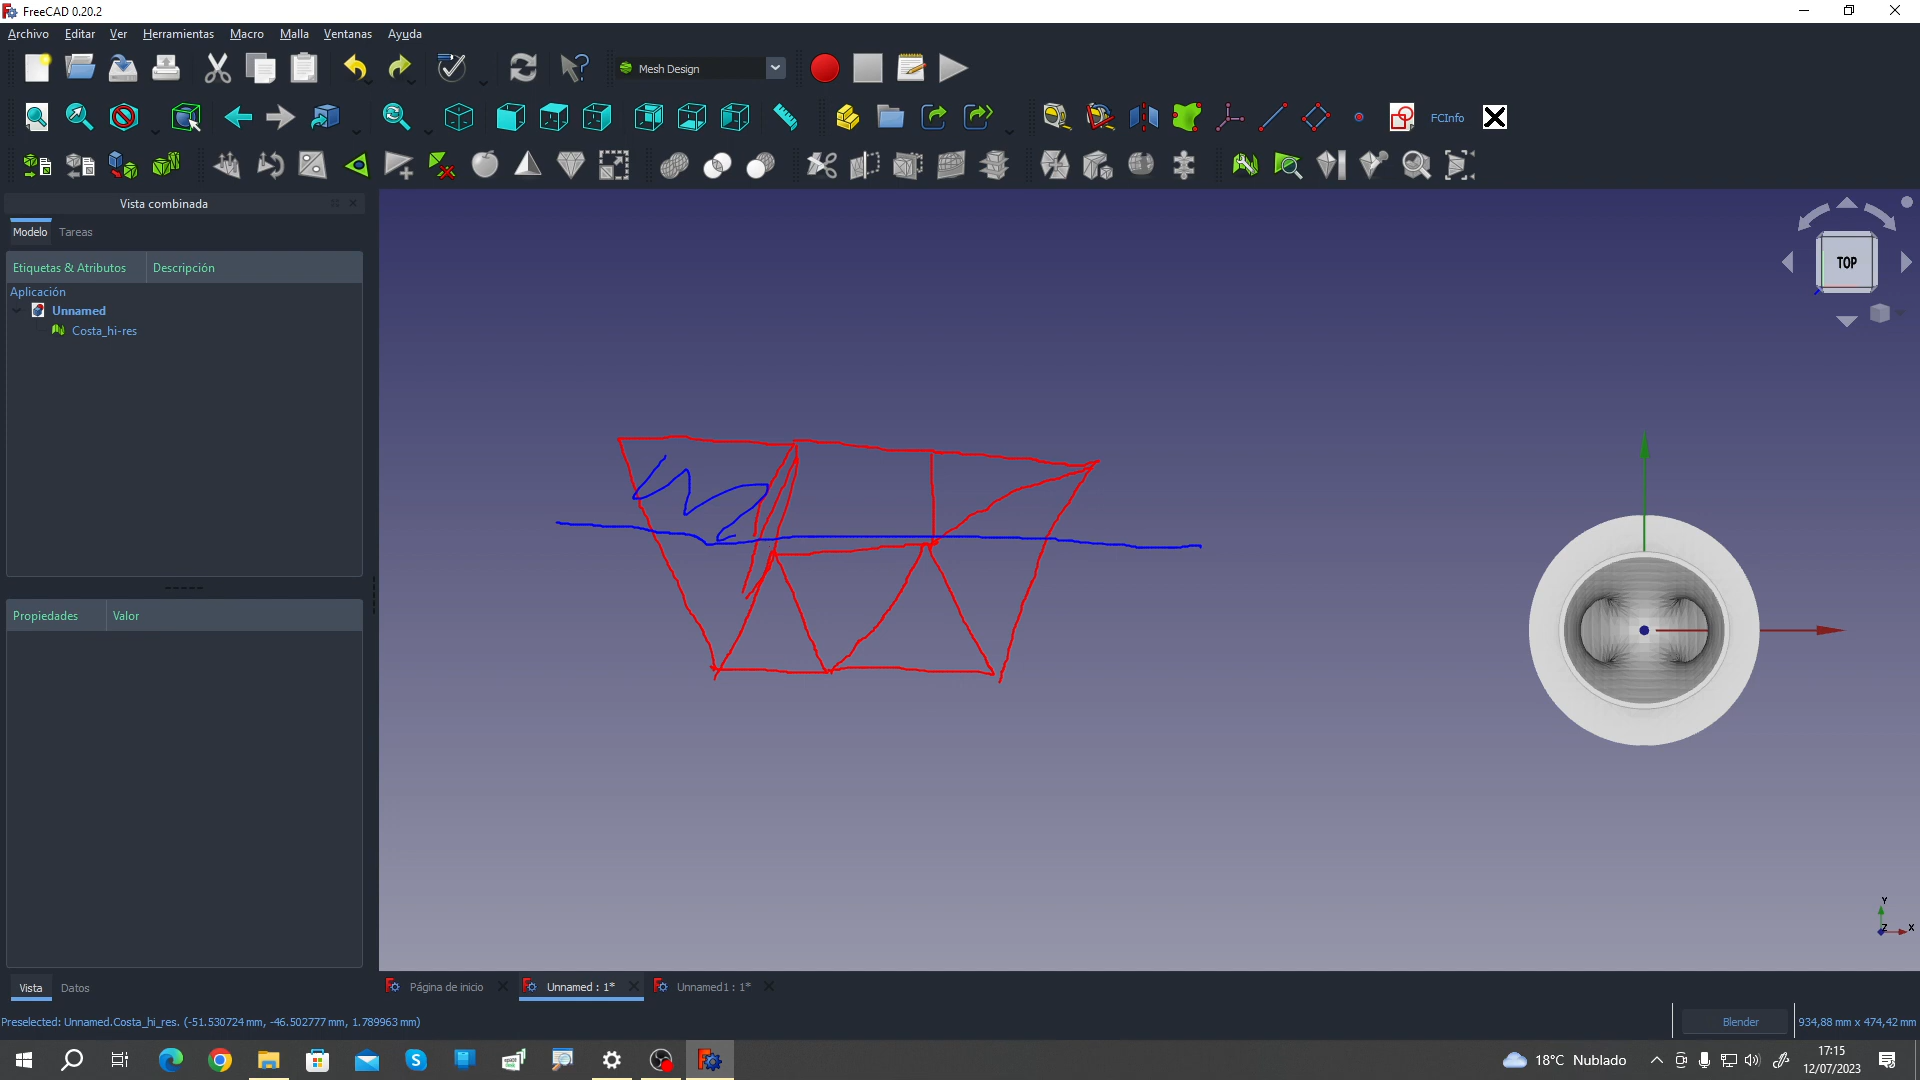 FreeCAD 0.20.2
Archivo Editar Ver Herramientas Macro Malla Ventanas Ayuda
Mesh Design
FCInfo
Vista combinada
Modelo Tareas
Etiquetas & Atributos Descripción
Aplicación
Unnamed
Costa_hi-res
TOP
Propiedades Valor
Y
Z X
Vista Datos
Página de inicio Unnamed : 1* Unnamed1 : 1*
Preselected: Unnamed.Costa_hi_res. (-51.530724 mm, -46.502777 mm, 1.789963 mm) Blender 934,88 mm x 474,42 mm
18°C Nublado
17:15
12/07/2023